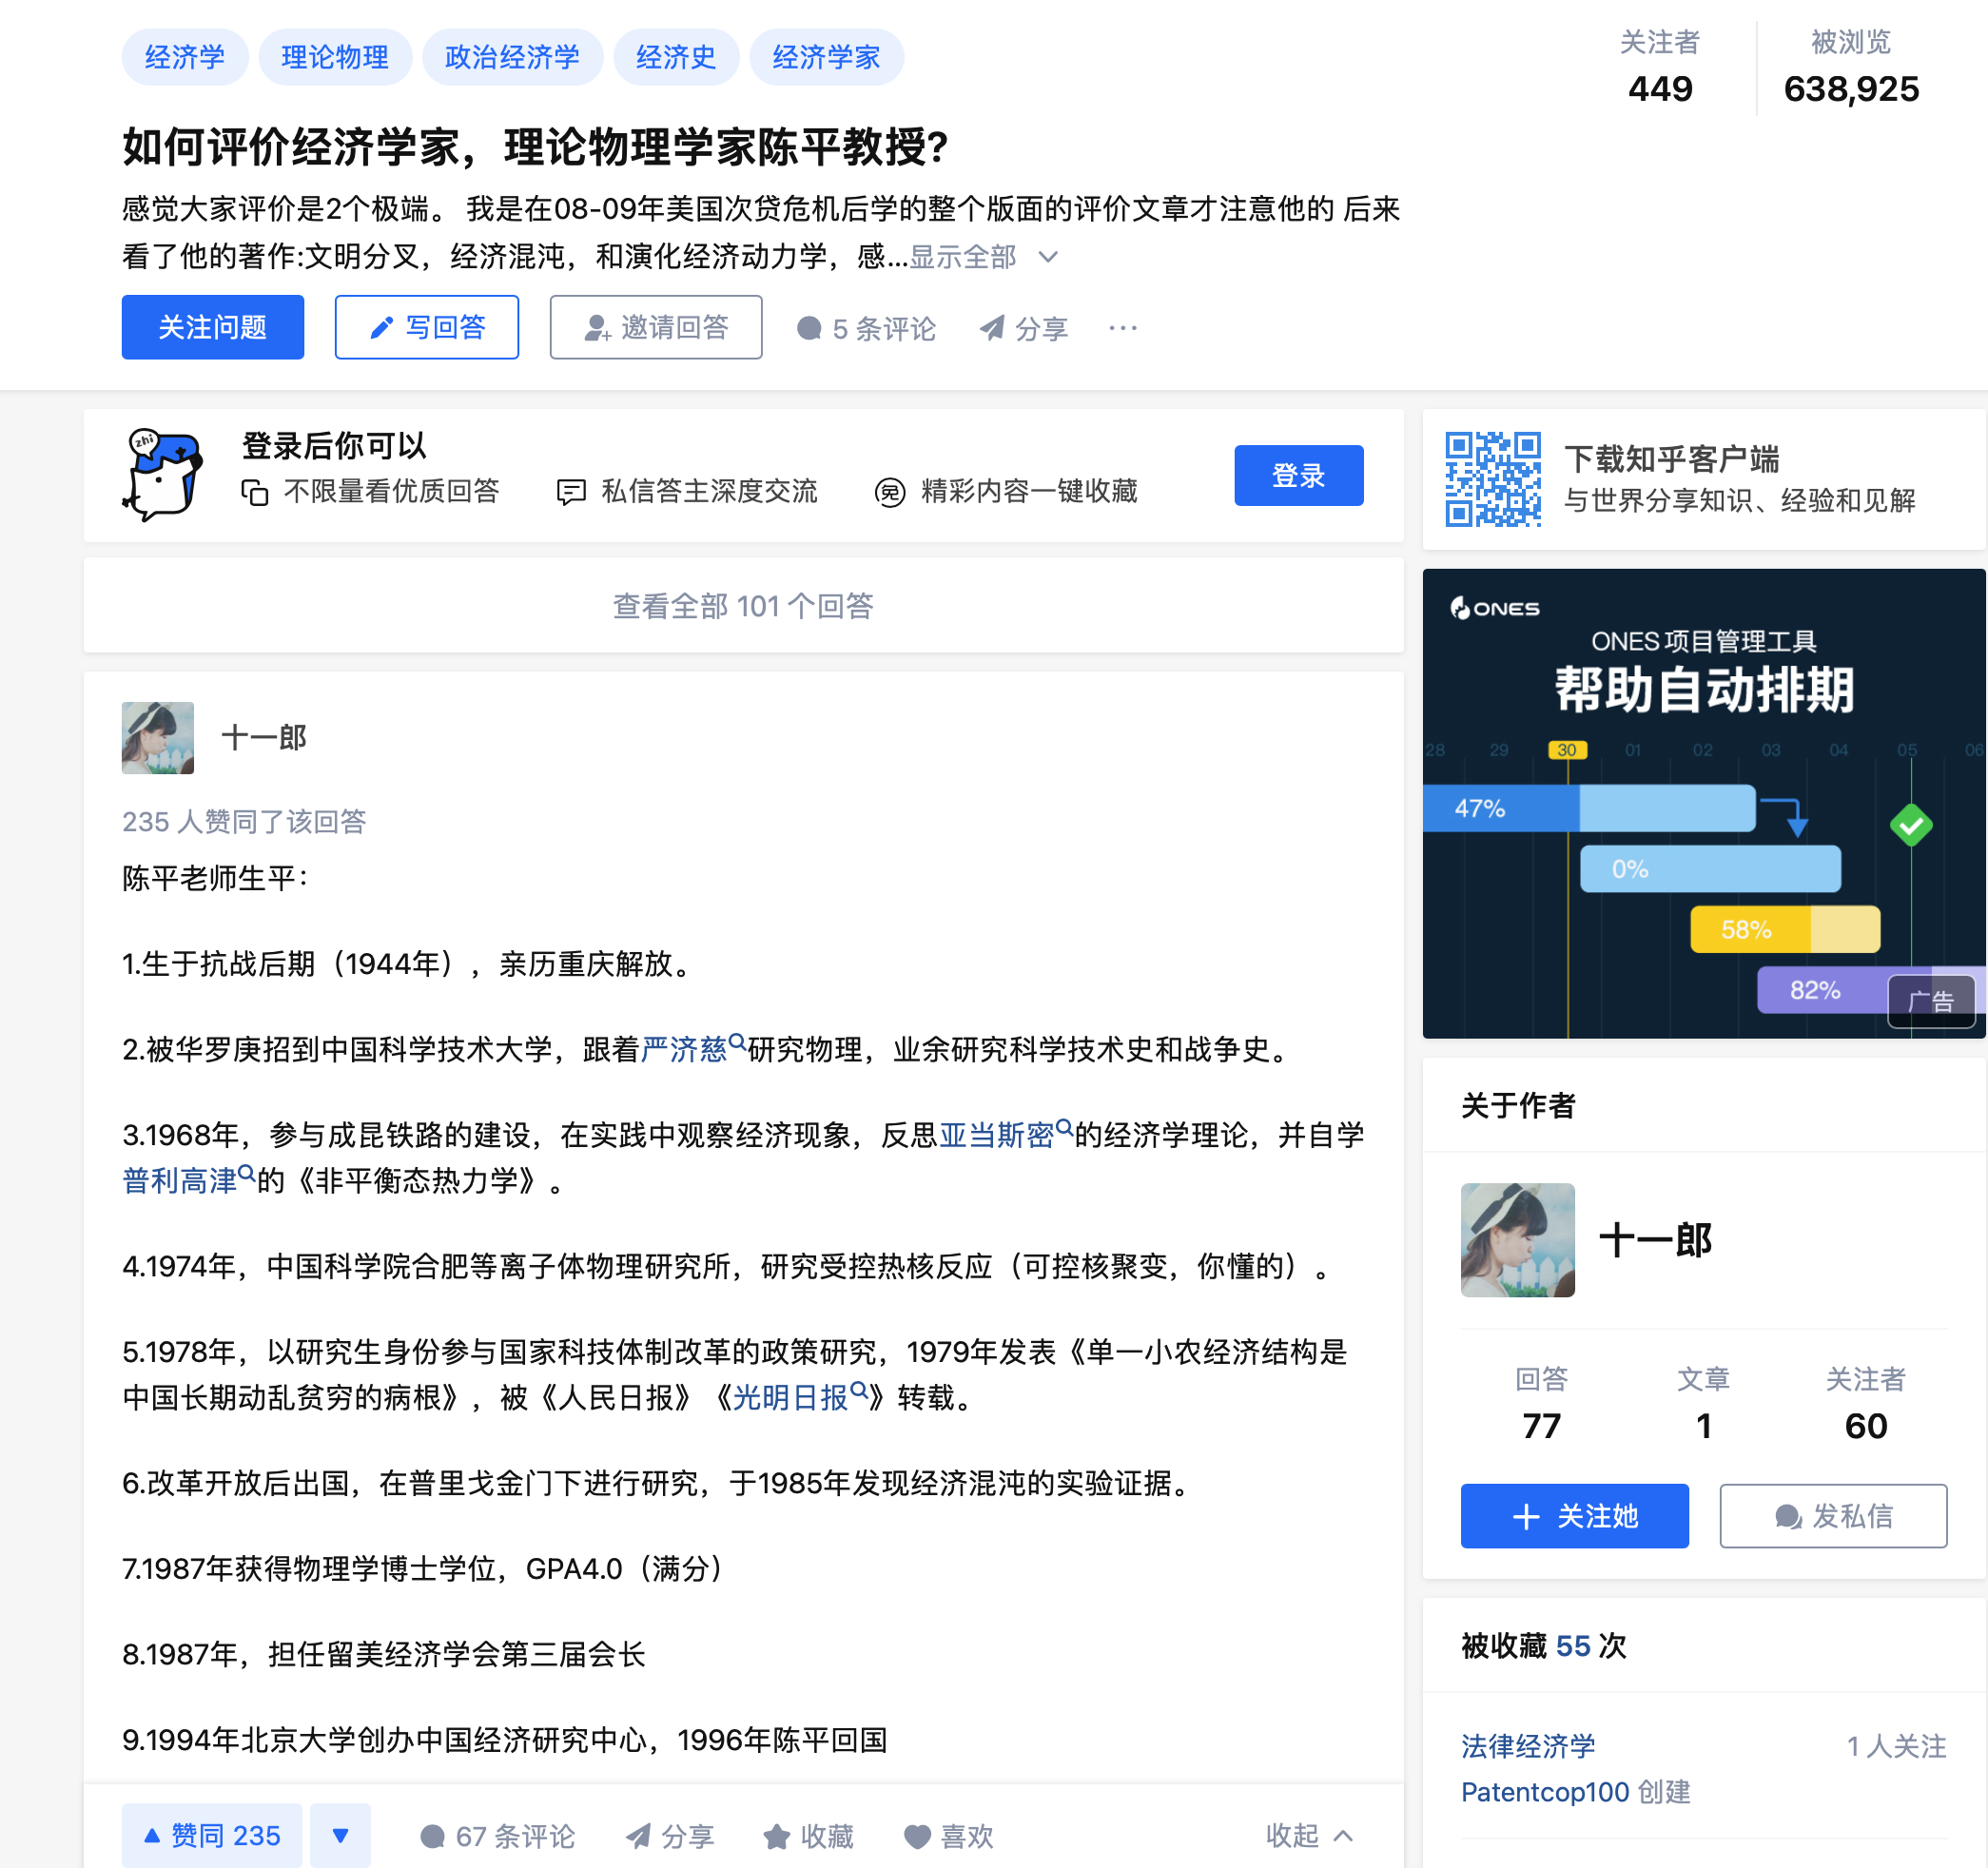 经济学
理论物理
政治经济学
经济史
经济学家
关注者
449
被浏览
638,925
如何评价经济学家，理论物理学家陈平教授?
感觉大家评价是2个极端。 我是在08-09年美国次贷危机后学的整个版面的评价文章才注意他的 后来
看了他的著作:文明分叉，经济混沌，和演化经济动力学，感...显示全部
关注问题
写回答
邀请回答
5 条评论
分享
zhi
登录后你可以
不限量看优质回答
私信答主深度交流
免
精彩内容一键收藏
登录
查看全部 101 个回答
十一郎
235 人赞同了该回答
陈平老师生平：
1.生于抗战后期（1944年），亲历重庆解放。
2.被华罗庚招到中国科学技术大学，跟着严济慈研究物理，业余研究科学技术史和战争史。
3.1968年，参与成昆铁路的建设，在实践中观察经济现象，反思亚当斯密的经济学理论，并自学
普利高津的《非平衡态热力学》。
4.1974年，中国科学院合肥等离子体物理研究所，研究受控热核反应（可控核聚变，你懂的）。
5.1978年，以研究生身份参与国家科技体制改革的政策研究，1979年发表《单一小农经济结构是
中国长期动乱贫穷的病根》，被《人民日报》《光明日报》转载。
6.改革开放后出国，在普里戈金门下进行研究，于1985年发现经济混沌的实验证据。
7.1987年获得物理学博士学位，GPA4.0（满分）
8.1987年，担任留美经济学会第三届会长
9.1994年北京大学创办中国经济研究中心，1996年陈平回国
赞同 235
67 条评论
分享
收藏
喜欢
收起
下载知乎客户端
与世界分享知识、经验和见解
ONES
ONES 项目管理工具
帮助自动排期
28 29 30 01 02 03 04 05 06
47%
0%
58%
82%
广告
关于作者
十一郎
回答
77
文章
1
关注者
60
关注她
发私信
被收藏 55 次
法律经济学
1 人关注
Patentcop100 创建